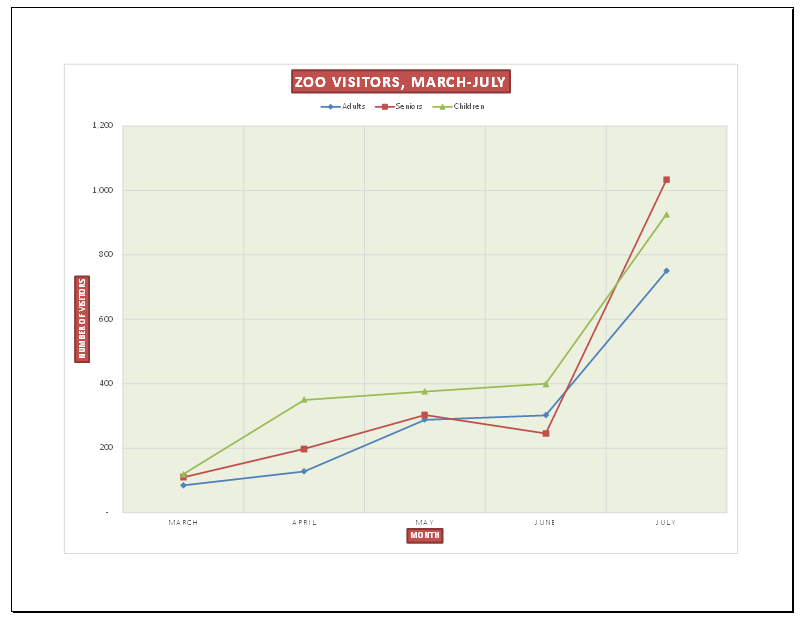 ZOO VISITORS, MARCH-JULY
Adults Seniors Children
1,200
1,000
800
600
400
200
-
NUMBER OF VISITORS
MARCH APRIL MAY JUNE JULY
MONTH